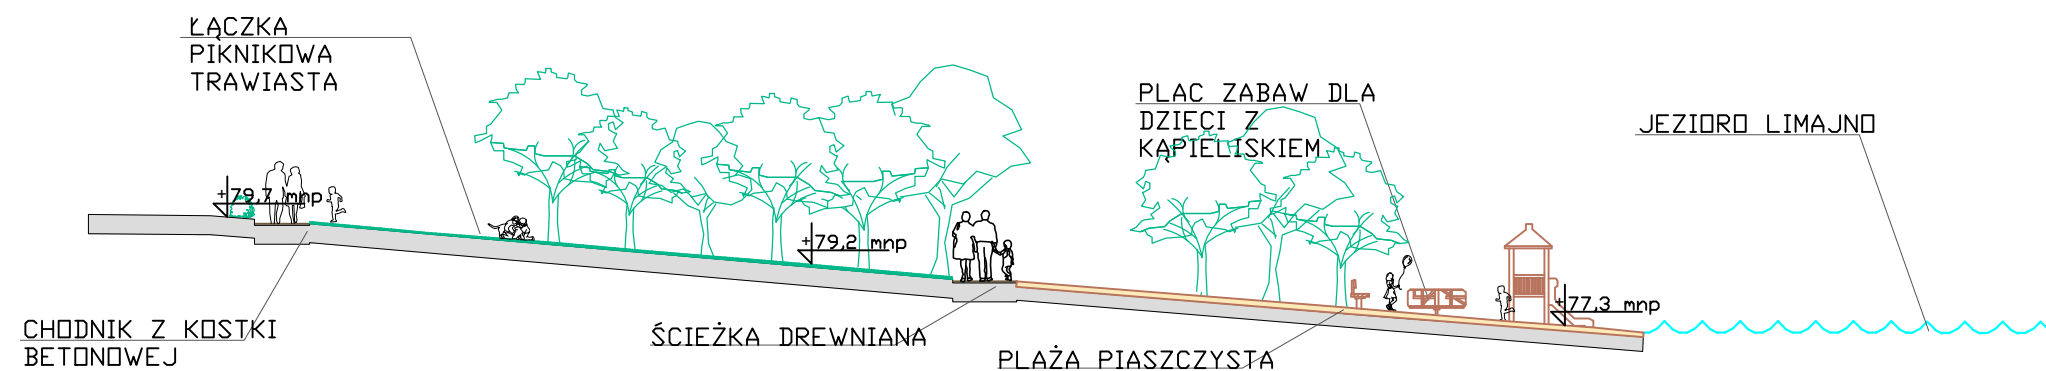 ŁĄCZKA
PIKNIKOWA
TRAWIASTA
PLAC ZABAW DLA
DZIECI Z
KĄPIELISKIEM
JEZIORO LIMAJNO
+79,7 mnp
+79,2 mnp
+77,3 mnp
CHODNIK Z KOSTKI
BETONOWEJ
ŚCIEŻKA DREWNIANA
PLAŻA PIASZCZYSTA